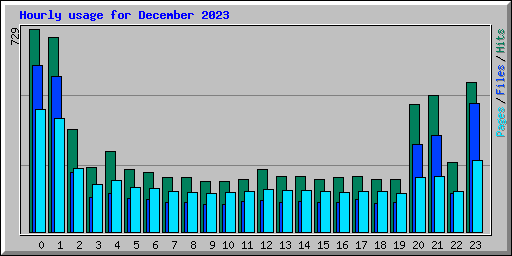 Hourly usage for December 2023
729
Pages / Files / Hits
0 1 2 3 4 5 6 7 8 9 10 11 12 13 14 15 16 17 18 19 20 21 22 23